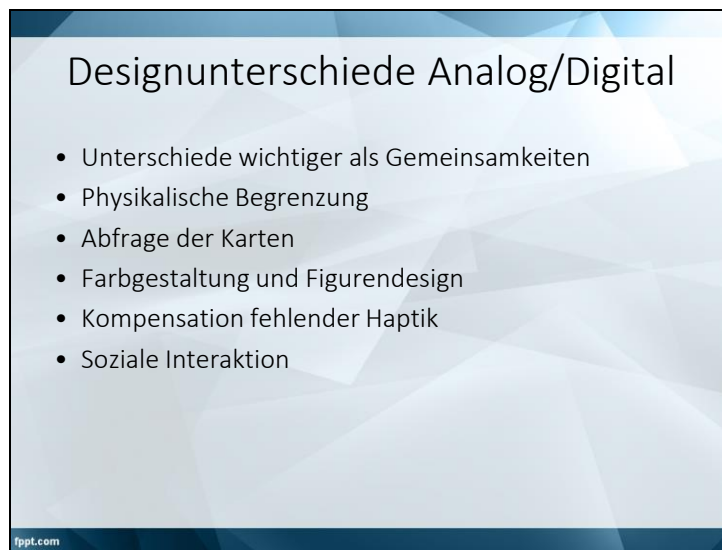 Designunterschiede Analog/Digital
• Unterschiede wichtiger als Gemeinsamkeiten
• Physikalische Begrenzung
• Abfrage der Karten
• Farbgestaltung und Figurendesign
• Kompensation fehlender Haptik
• Soziale Interaktion
fppt.com